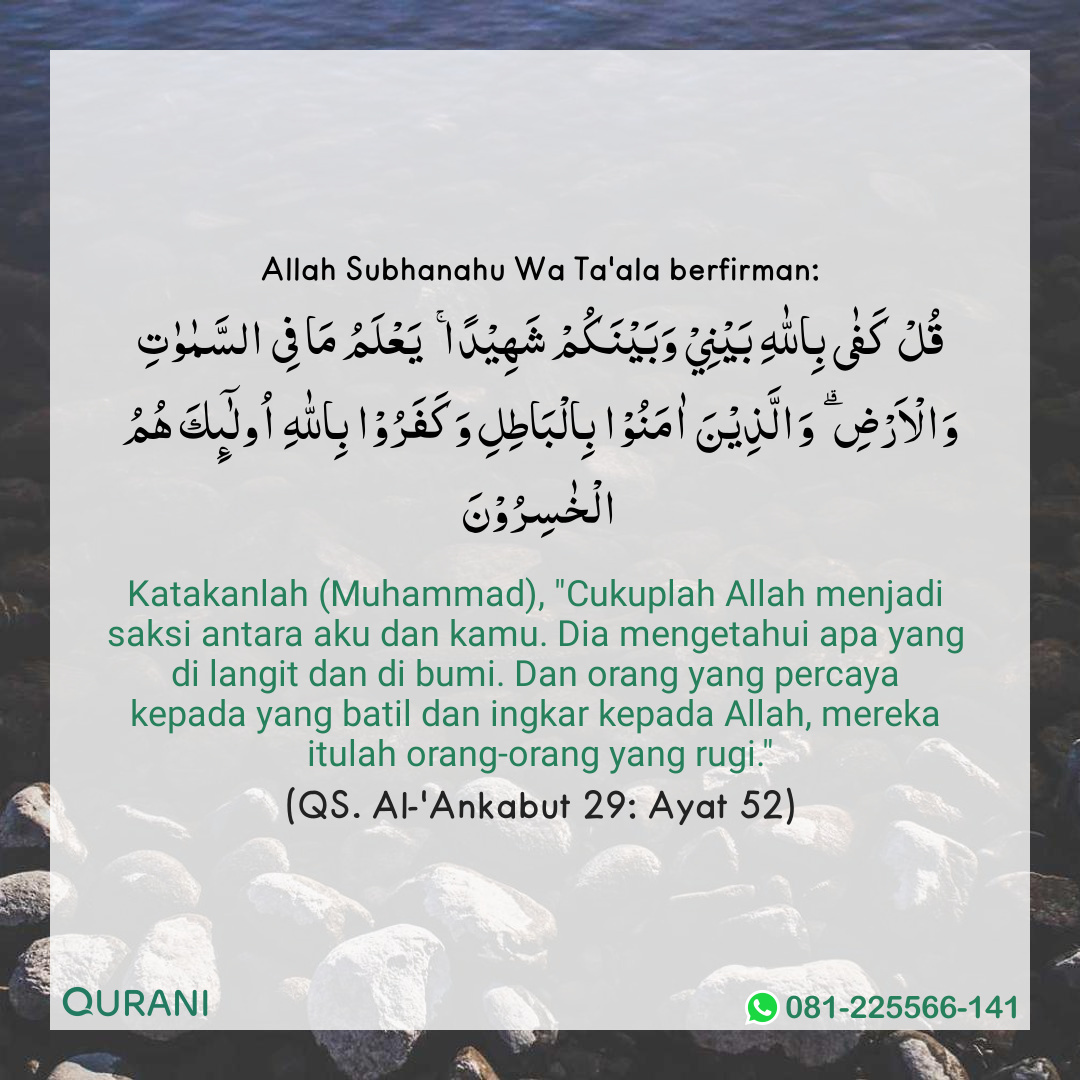 Allah Subhanahu Wa Ta'ala berfirman:
قُلْ كَفٰى بِاللّٰهِ بَيْنِيْ وَبَيْنَكُمْ شَهِيْدًا ۚ يَعْلَمُ مَا فِى السَّمٰوٰتِ
وَالْاَرْضِ ۗ وَالَّذِيْنَ اٰمَنُوْا بِالْبَاطِلِ وَكَفَرُوْا بِاللّٰهِ اُولٰٓئِكَ هُمُ
الْخٰسِرُوْنَ
Katakanlah (Muhammad), "Cukuplah Allah menjadi
saksi antara aku dan kamu. Dia mengetahui apa yang
di langit dan di bumi. Dan orang yang percaya
kepada yang batil dan ingkar kepada Allah, mereka
itulah orang-orang yang rugi."
(QS. Al-'Ankabut 29: Ayat 52)
QURANI
081-225566-141